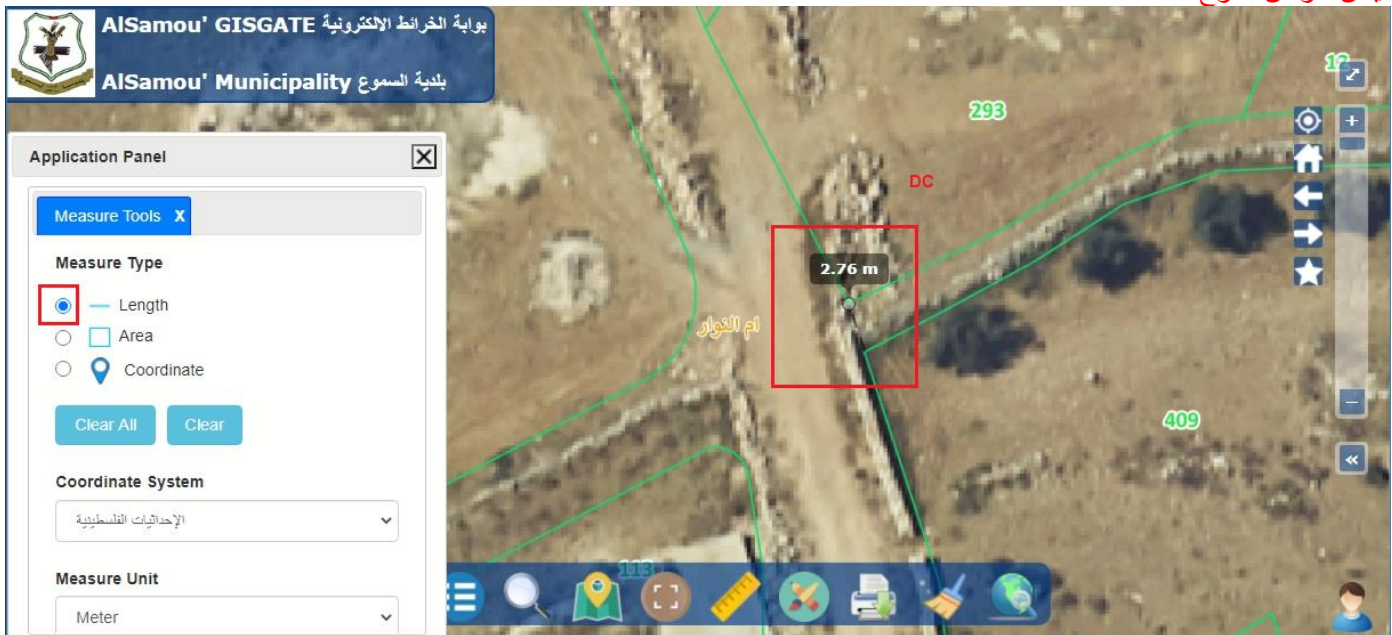 AlSamou' GISGATE بوابة الخرائط الالكترونية
AlSamou' Municipality بلدية السموع
12
293
Application Panel
DC
Measure Tools X
Measure Type
2.76 m
Length
ام النوار
Area
Coordinate
409
Clear All Clear
Coordinate System
الإحداثيات الفلسطينية
113
Measure Unit
Meter